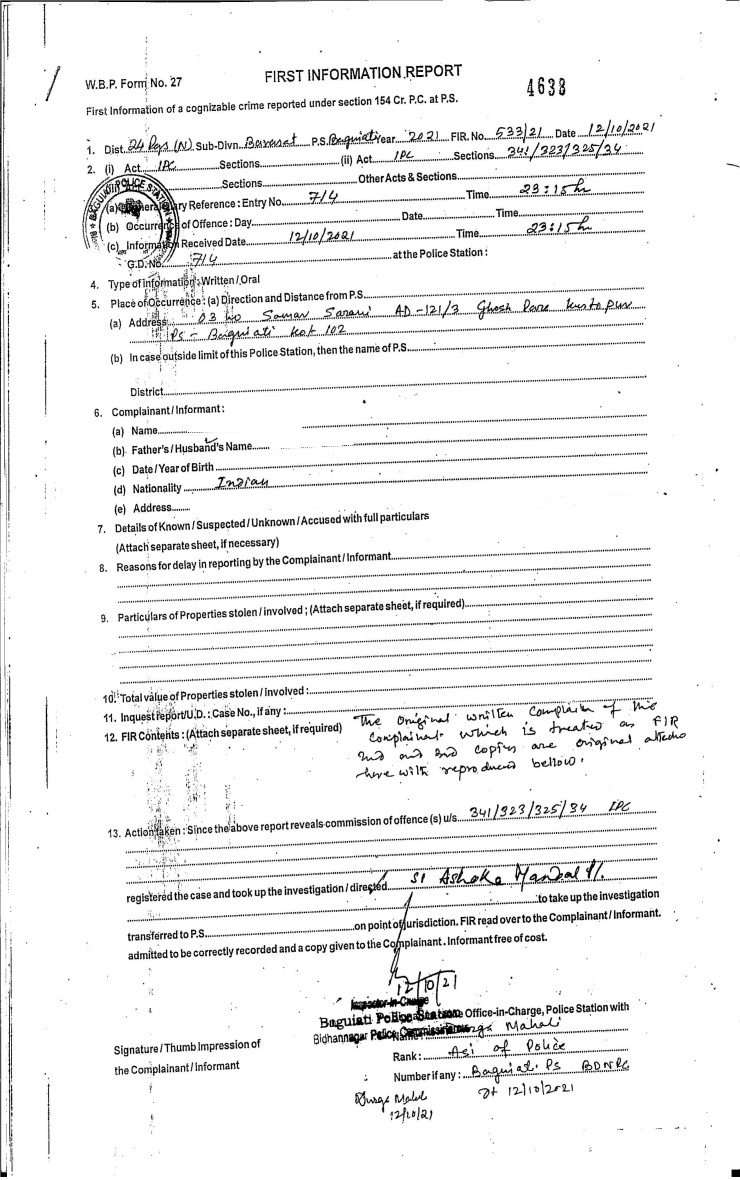 W.B.P. Form No. 27
FIRST INFORMATION REPORT
4638
First Information of a cognizable crime reported under section 154 Cr. P.C. at P.S.
1. Dist. 24 Pgs (N) Sub-Divn. Barasat P.S. Baguiati Year 2021 FIR. No. 533/21 Date 12/10/2021
2. (i) Act IPC Sections (ii) Act IPC Sections 341/323/325/34
Sections Other Acts & Sections
BAGUIATI POLICE STATION
(a) General Diary Reference : Entry No. 714 Time 23:15 hr
(b) Occurrence of Offence : Day Date Time
(c) Information Received Date 12/10/2021 Time 23:15 hr
G.D. No. 714 at the Police Station :
4. Type of Information : Written / Oral
5. Place of Occurrence : (a) Direction and Distance from P.S.
(a) Address Samar Sarani AD-121/3 Ghosh Para
PS - Baguiati Kol 102
(b) In case outside limit of this Police Station, then the name of P.S.
District
6. Complainant / Informant :
(a) Name
(b) Father's / Husband's Name
(c) Date / Year of Birth
(d) Nationality Indian
(e) Address
7. Details of Known / Suspected / Unknown / Accused with full particulars
(Attach separate sheet, if necessary)
8. Reasons for delay in reporting by the Complainant / Informant
9. Particulars of Properties stolen / involved ; (Attach separate sheet, if required)
10. Total value of Properties stolen / involved :
11. Inquest report/U.D. : Case No., if any :
12. FIR Contents : (Attach separate sheet, if required)
The original written complain of the
complainat which is treated as FIR
2nd and 3rd copies are original
here with reproduced bellow.
13. Action taken : Since the above report reveals commission of offence (s) u/s. 341/323/325/34 IPC
registered the case and took up the investigation / directed SI Ashoke Mandal
to take up the investigation
transferred to P.S. on point of jurisdiction. FIR read over to the Complainant / Informant.
admitted to be correctly recorded and a copy given to the Complainant. Informant free of cost.
12/10/21
Inspector-in-Charge
Baguiati Police Station Office-in-Charge, Police Station with
Bidhannagar Police Commissionerate Name : Durga Mahali
Signature / Thumb Impression of
the Complainant / Informant
Rank : Asi of Police
Number if any : Baguiati Ps BDNPC
Dt 12/10/2021
Durga Mahali
12/10/21